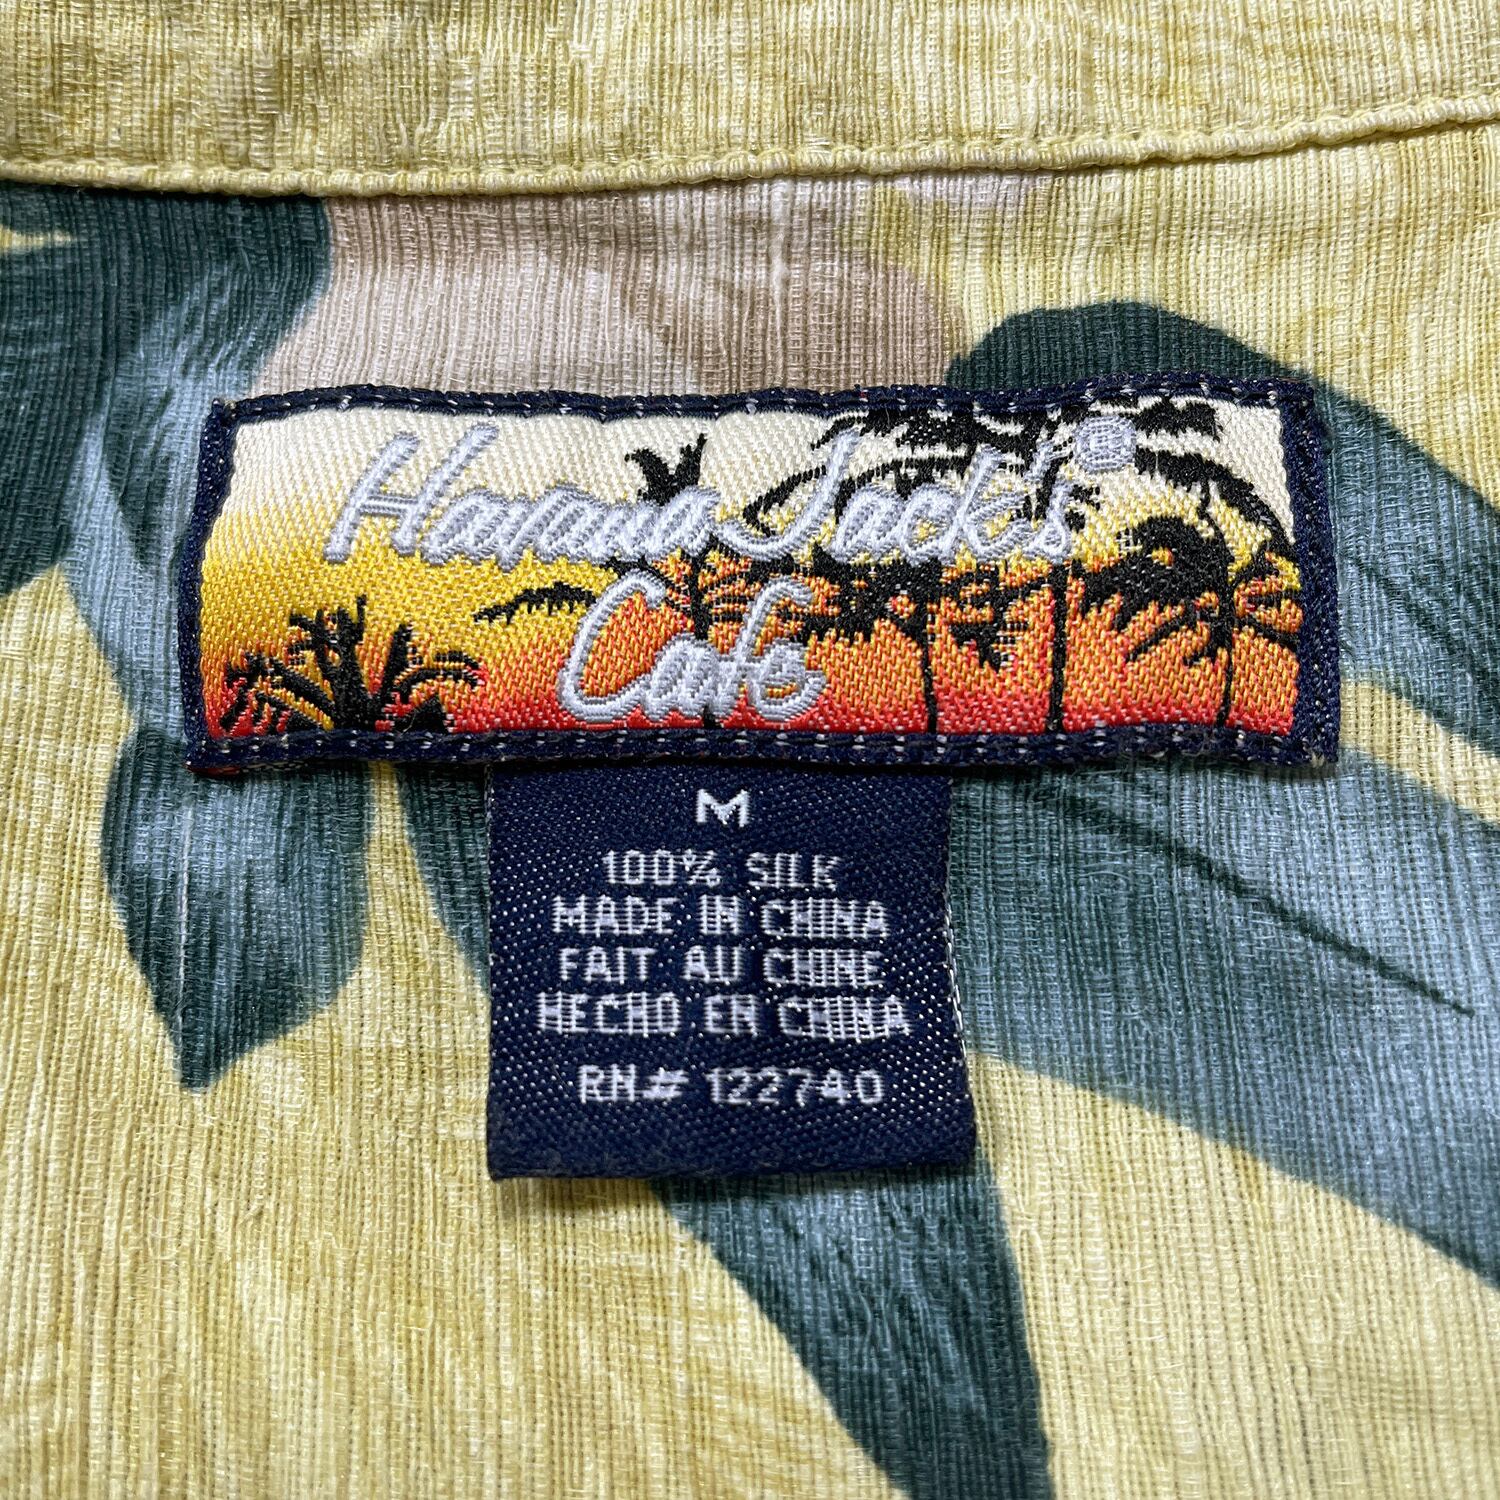 Havana Jack's®
Cafe
M
100% SILK
MADE IN CHINA
FAIT AU CHINE
HECHO EN CHINA
RN# 122740